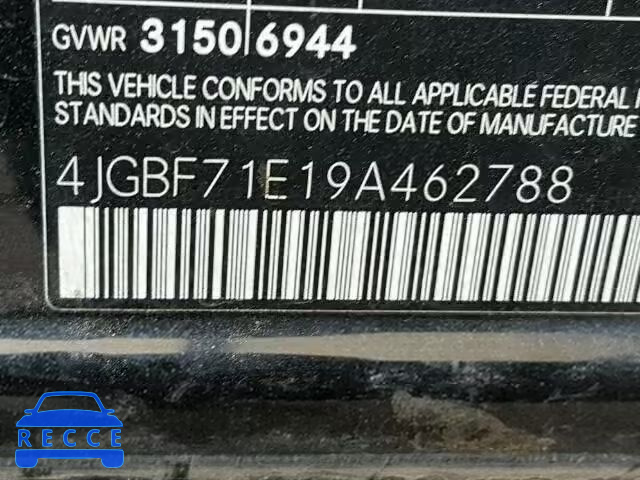 GVWR 3150 6944
THIS VEHICLE CONFORMS TO ALL APPLICABLE FEDERAL
STANDARDS IN EFFECT ON THE DATE OF MANUFACTURE
4JGBF71E19A462788
RECCE